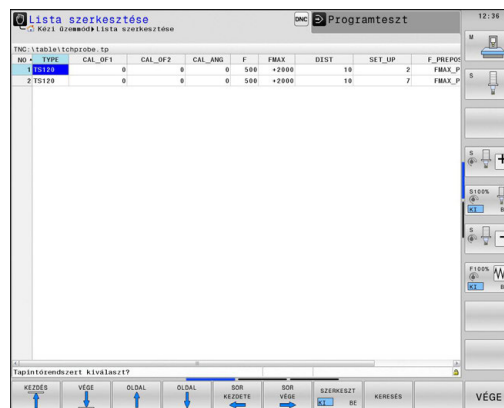 Lista szerkesztése
Kézi üzemmód▸Lista szerkesztése
DNC
Programteszt
12:36
TNC:\table\tchprobe.tp
NO TYPE CAL_OF1 CAL_OF2 CAL_ANG F FMAX DIST SET_UP F_PREPOS
1 TS120 0 0 0 500 +2000 10 2 FMAX_P
2 TS120 0 0 0 500 +2000 10 7 FMAX_P
M
S
S
S100%
KI B
S
F100%
KI B
Tapintórendszert kiválaszt?
KEZDÉS
VÉGE
OLDAL
OLDAL
SOR KEZDETE
SOR VÉGE
SZERKESZT
KI BE
KERESÉS
VÉGE